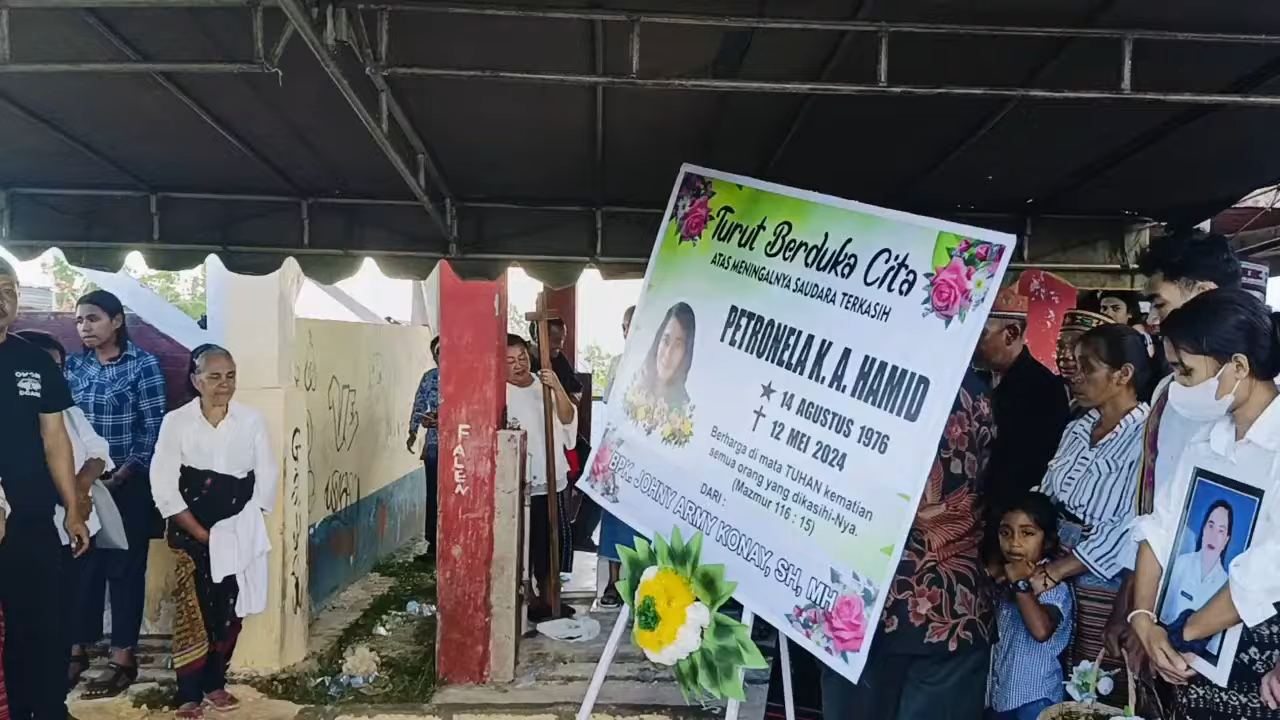 Turut Berduka Cita
ATAS MENINGALNYA SAUDARA TERKASIH
PETRONELA K. A. HAMID
14 AGUSTUS 1976
12 MEI 2024
Berharga di mata TUHAN kematian
semua orang yang dikasihi-Nya.
(Mazmur 116 : 15)
DARI :
BPK. JOHNY ARMY KONAY, SH, MH
FALEN